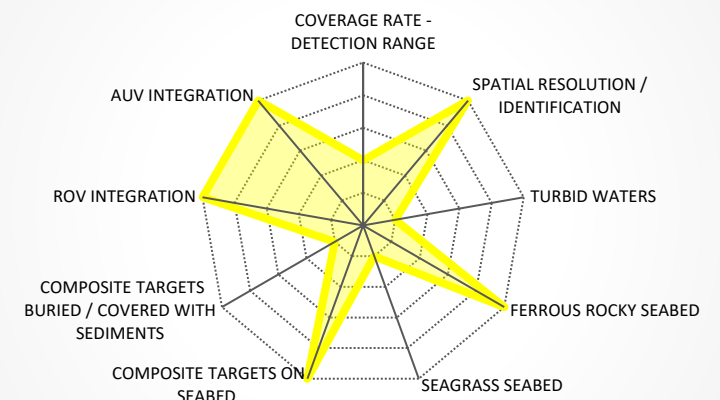 COVERAGE RATE -
DETECTION RANGE
SPATIAL RESOLUTION /
IDENTIFICATION
TURBID WATERS
FERROUS ROCKY SEABED
SEAGRASS SEABED
COMPOSITE TARGETS ON
SEABED
COMPOSITE TARGETS
BURIED / COVERED WITH
SEDIMENTS
ROV INTEGRATION
AUV INTEGRATION